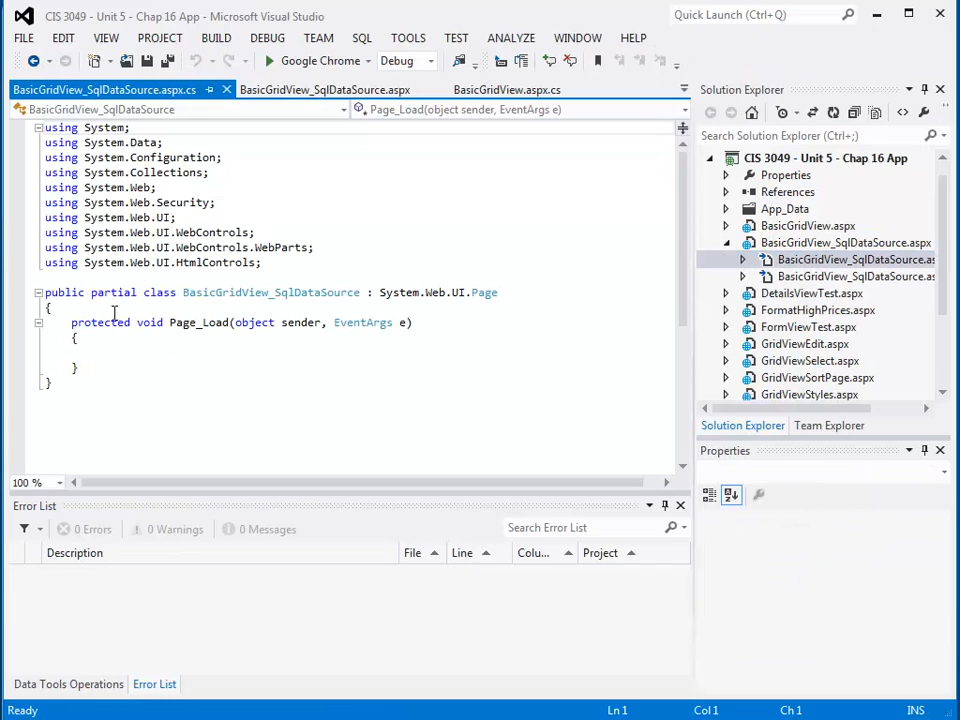 CIS 3049 - Unit 5 - Chap 16 App - Microsoft Visual Studio
Quick Launch (Ctrl+Q)
FILE EDIT VIEW PROJECT BUILD DEBUG TEAM SQL TOOLS TEST ANALYZE WINDOW HELP
Google Chrome Debug
BasicGridView_SqlDataSource.aspx.cs BasicGridView_SqlDataSource.aspx BasicGridView.aspx.cs
BasicGridView_SqlDataSource Page_Load(object sender, EventArgs e)
using System;
using System.Data;
using System.Configuration;
using System.Collections;
using System.Web;
using System.Web.Security;
using System.Web.UI;
using System.Web.UI.WebControls;
using System.Web.UI.WebControls.WebParts;
using System.Web.UI.HtmlControls;
public partial class BasicGridView_SqlDataSource : System.Web.UI.Page
{
protected void Page_Load(object sender, EventArgs e)
{
}
}
100 %
Solution Explorer
Search Solution Explorer (Ctrl+;)
CIS 3049 - Unit 5 - Chap 16 App
Properties
References
App_Data
BasicGridView.aspx
BasicGridView_SqlDataSource.aspx
BasicGridView_SqlDataSource.as
BasicGridView_SqlDataSource.as
DetailsViewTest.aspx
FormatHighPrices.aspx
FormViewTest.aspx
GridViewEdit.aspx
GridViewSelect.aspx
GridViewSortPage.aspx
GridViewStyles.aspx
Solution Explorer Team Explorer
Properties
Error List
0 Errors 0 Warnings 0 Messages Search Error List
Description File Line Colu... Project
Data Tools Operations Error List
Ready Ln 1 Col 1 Ch 1 INS